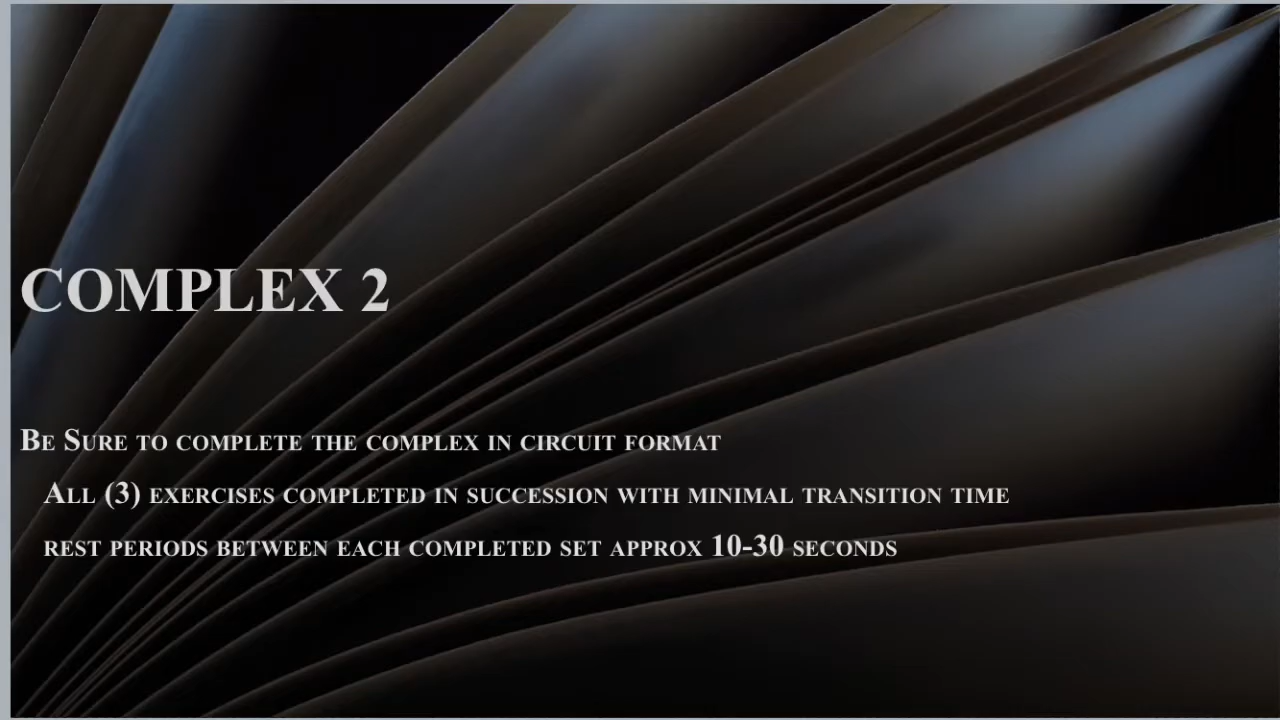 COMPLEX 2
Be Sure to complete the complex in circuit format
All (3) exercises completed in succession with minimal transition time
rest periods between each completed set approx 10-30 seconds